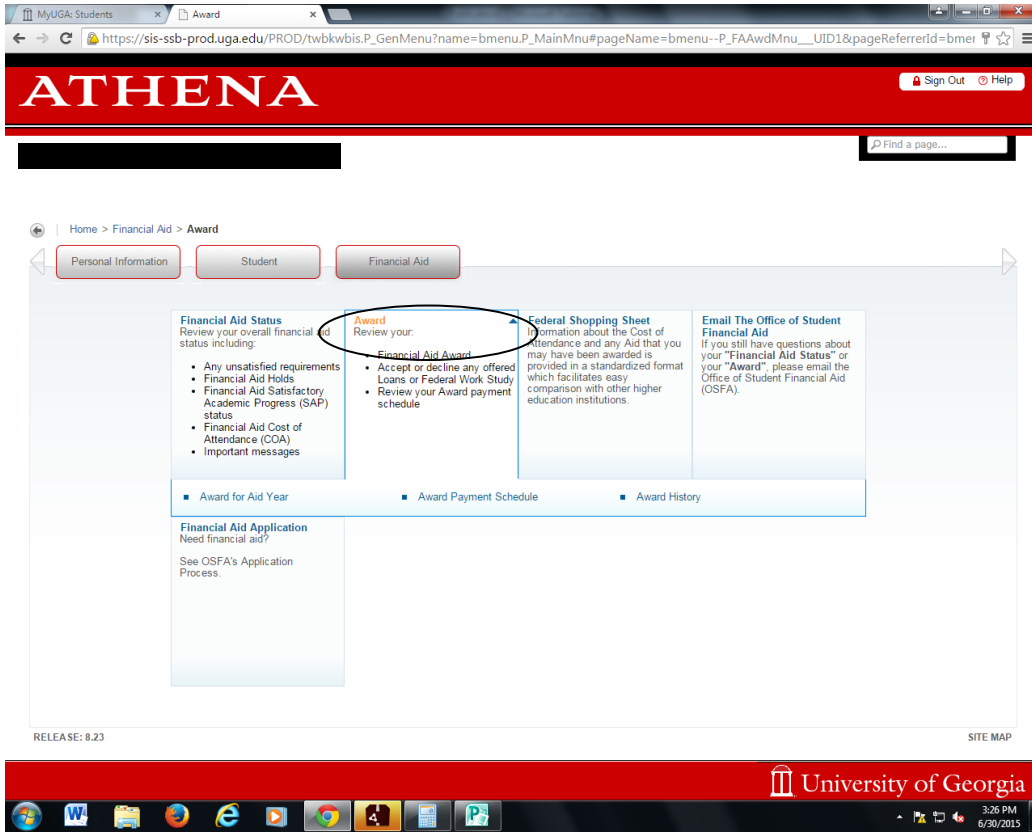 MyUGA: Students
Award
https://sis-ssb-prod.uga.edu/PROD/twbkwbis.P_GenMenu?name=bmenu.P_MainMnu#pageName=bmenu--P_FAAwdMnu___UID1&pageReferrerId=bmer
ATHENA
Sign Out Help
Find a page...
Home > Financial Aid > Award
Personal Information Student Financial Aid
Financial Aid Status
Review your overall financial aid
status including:
• Any unsatisfied requirements
• Financial Aid Holds
• Financial Aid Satisfactory
Academic Progress (SAP)
status
• Financial Aid Cost of
Attendance (COA)
• Important messages
Award
Review your:
• Financial Aid Award
• Accept or decline any offered
Loans or Federal Work Study
• Review your Award payment
schedule
Federal Shopping Sheet
Information about the Cost of
Attendance and any Aid that you
may have been awarded is
provided in a standardized format
which facilitates easy
comparison with other higher
education institutions.
Email The Office of Student
Financial Aid
If you still have questions about
your "Financial Aid Status" or
your "Award", please email the
Office of Student Financial Aid
(OSFA).
Award for Aid Year Award Payment Schedule Award History
Financial Aid Application
Need financial aid?
See OSFA's Application
Process.
RELEASE: 8.23 SITE MAP
University of Georgia
3:26 PM
6/30/2015